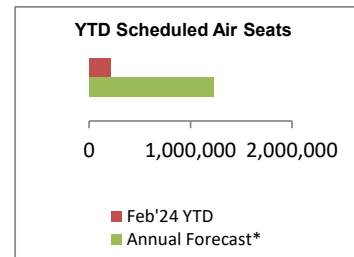 YTD Scheduled Air Seats
0 1,000,000 2,000,000
Feb'24 YTD
Annual Forecast*